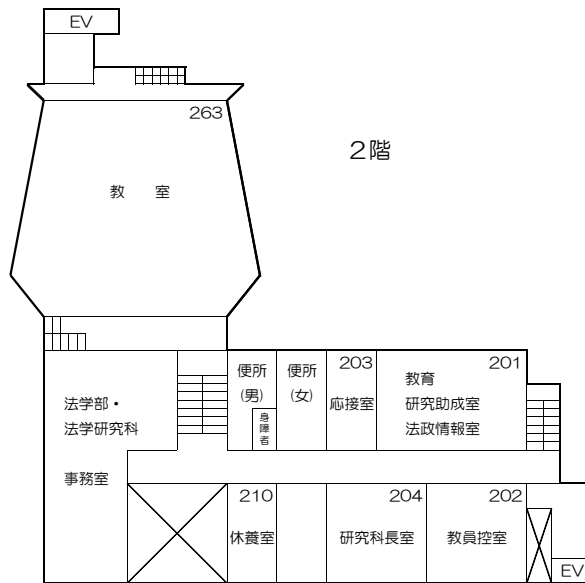 EV
263
2階
教　室
便所
(男)
身障者
便所
(女)
203
応接室
201
教育
研究助成室
法政情報室
法学部・
法学研究科
事務室
210
休養室
204
研究科長室
202
教員控室
EV